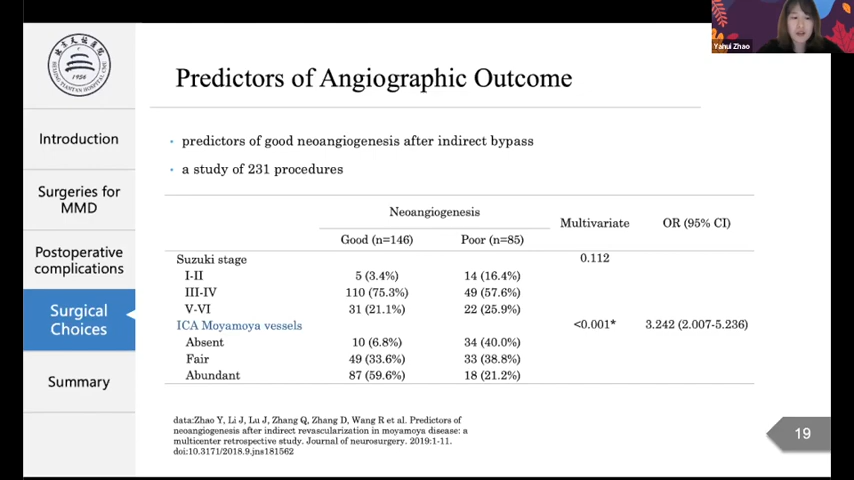 Yahui Zhao
1956
Predictors of Angiographic Outcome
Introduction
Surgeries for
MMD
Postoperative
complications
Surgical
Choices
Summary
• predictors of good neoangiogenesis after indirect bypass
• a study of 231 procedures
Neoangiogenesis Multivariate OR (95% CI)
Good (n=146) Poor (n=85)
Suzuki stage 0.112
I-II 5 (3.4%) 14 (16.4%)
III-IV 110 (75.3%) 49 (57.6%)
V-VI 31 (21.1%) 22 (25.9%)
ICA Moyamoya vessels <0.001* 3.242 (2.007-5.236)
Absent 10 (6.8%) 34 (40.0%)
Fair 49 (33.6%) 33 (38.8%)
Abundant 87 (59.6%) 18 (21.2%)
data:Zhao Y, Li J, Lu J, Zhang Q, Zhang D, Wang R et al. Predictors of
neoangiogenesis after indirect revascularization in moyamoya disease: a
multicenter retrospective study. Journal of neurosurgery. 2019:1-11.
doi:10.3171/2018.9.jns181562
19